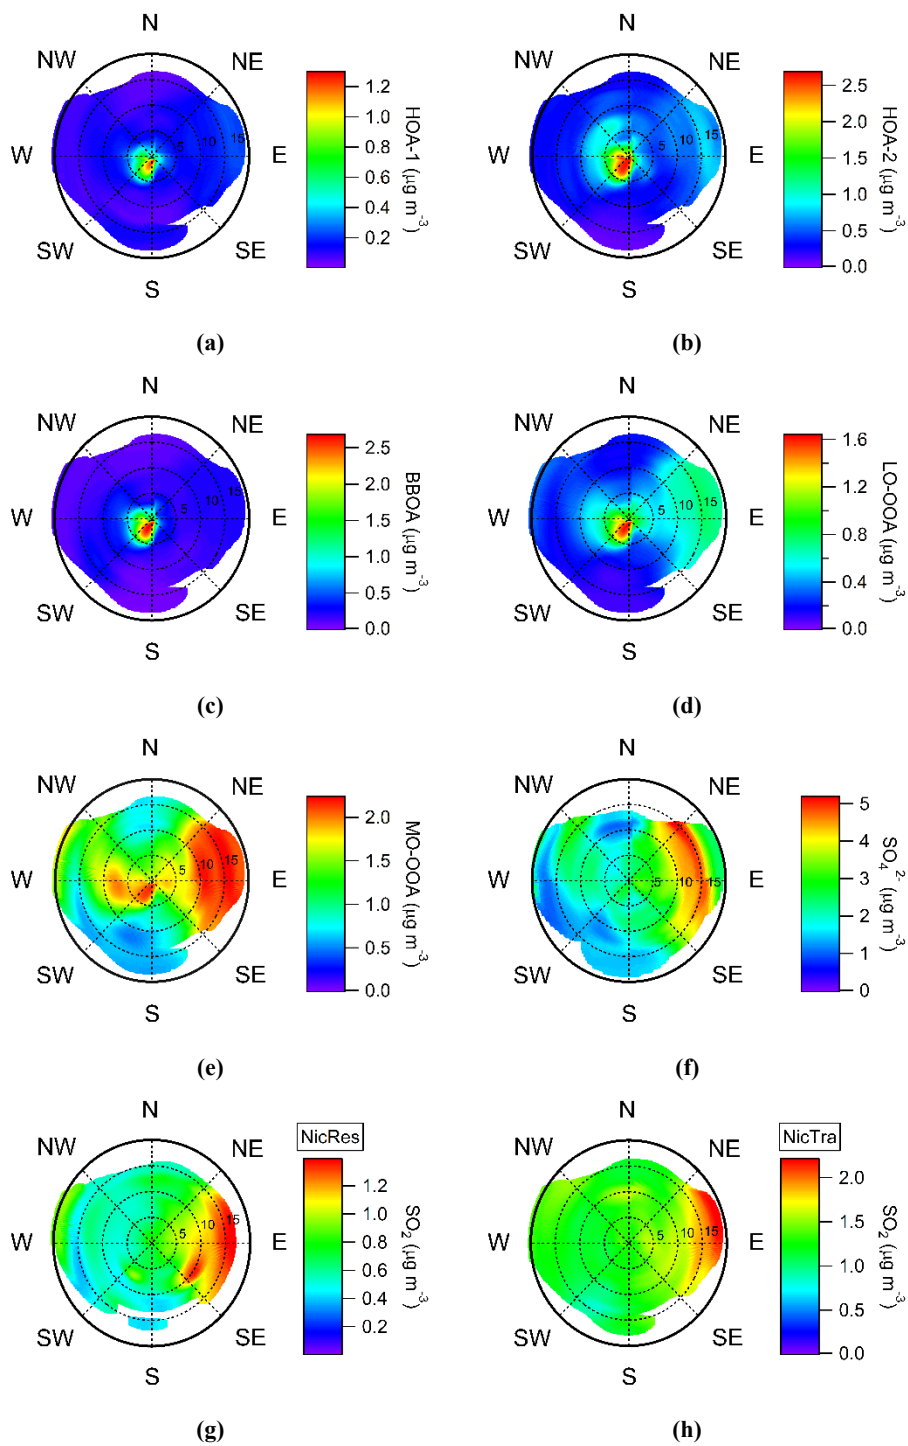 N
NW
NE
W
E
SW
SE
S
5
10
15
1.2
1.0
0.8
0.6
0.4
0.2
HOA-1 (µg m⁻³)
(a)
N
NW
NE
W
E
SW
SE
S
5
10
15
2.5
2.0
1.5
1.0
0.5
0.0
HOA-2 (µg m⁻³)
(b)
N
NW
NE
W
E
SW
SE
S
5
10
15
2.5
2.0
1.5
1.0
0.5
0.0
BBOA (µg m⁻³)
(c)
N
NW
NE
W
E
SW
SE
S
5
10
15
1.6
1.2
0.8
0.4
0.0
LO-OOA (µg m⁻³)
(d)
N
NW
NE
W
E
SW
SE
S
5
10
15
2.0
1.5
1.0
0.5
0.0
MO-OOA (µg m⁻³)
(e)
N
NW
NE
W
E
SW
SE
S
5
10
15
5
4
3
2
1
0
SO₄²⁻ (µg m⁻³)
(f)
N
NicRes
NW
NE
W
E
SW
SE
S
5
10
15
1.2
1.0
0.8
0.6
0.4
0.2
SO₂ (µg m⁻³)
(g)
N
NicTra
NW
NE
W
E
SW
SE
S
5
10
15
2.0
1.5
1.0
0.5
0.0
SO₂ (µg m⁻³)
(h)